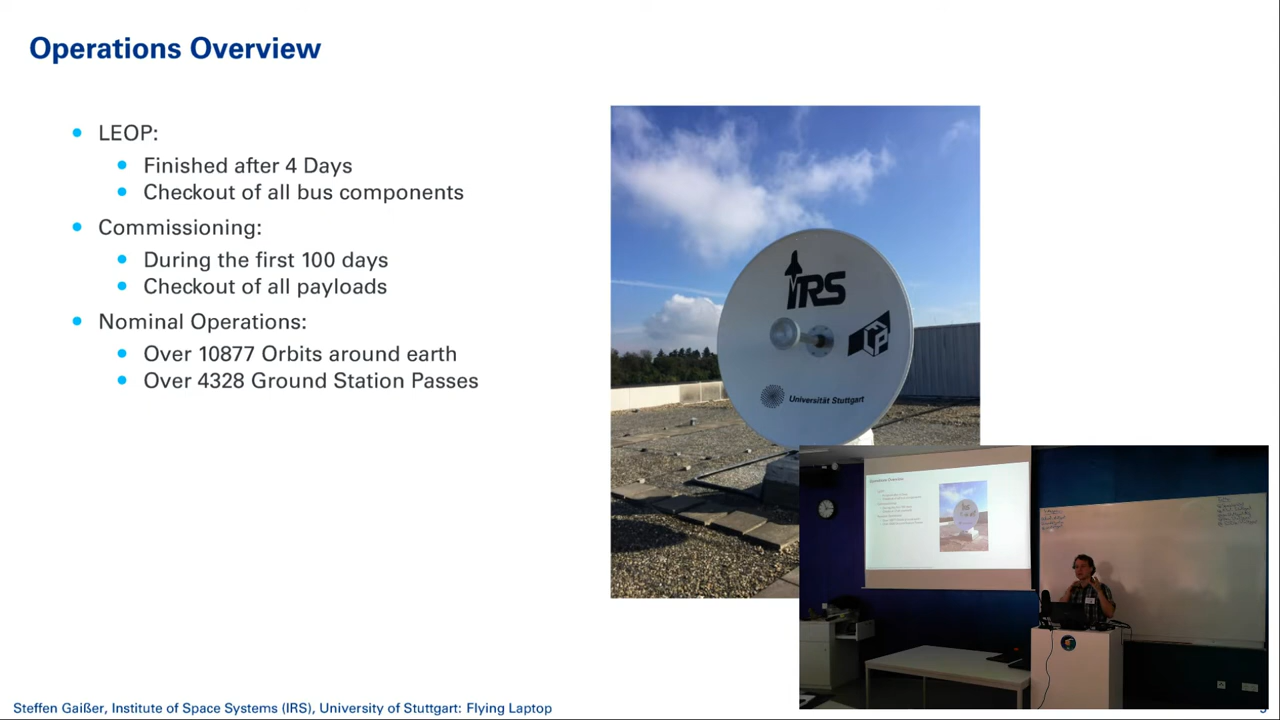 Operations Overview
LEOP:
Finished after 4 Days
Checkout of all bus components
Commissioning:
During the first 100 days
Checkout of all payloads
Nominal Operations:
Over 10877 Orbits around earth
Over 4328 Ground Station Passes
IRS
Universität Stuttgart
Operations Overview
Steffen Gaißer, Institute of Space Systems (IRS), University of Stuttgart: Flying Laptop